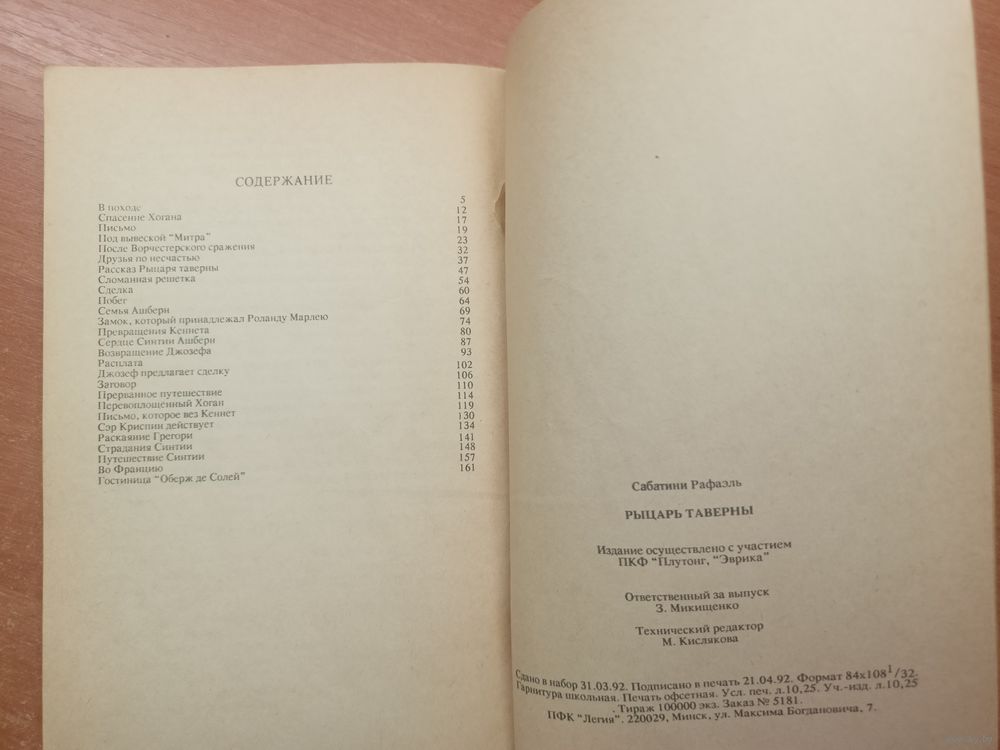 СОДЕРЖАНИЕ
В походе 5
Спасение Хогана 12
Письмо 17
Под вывеской "Митра" 19
После Ворчестерского сражения 23
Друзья по несчастью 32
Рассказ Рыцаря таверны 37
Сломанная решетка 47
Сделка 54
Побег 60
Семья Ашберн 64
Замок, который принадлежал Роланду Марлею 69
Превращения Кеннета 74
Сердце Синтии Ашберн 80
Возвращение Джозефа 87
Расплата 93
Джозеф предлагает сделку 102
Заговор 106
Прерванное путешествие 110
Перевоплощенный Хоган 114
Письмо, которое вез Кеннет 119
Сэр Криспин действует 130
Раскаяние Грегори 134
Страдания Синтии 141
Путешествие Синтии 148
Во Францию 157
Гостиница "Оберж де Солей" 161
Сабатини Рафаэль
РЫЦАРЬ ТАВЕРНЫ
Издание осуществлено с участием
ПКФ "Плутонг, "Эврика"
Ответственный за выпуск
З. Микищенко
Технический редактор
М. Кислякова
Сдано в набор 31.03.92. Подписано в печать 21.04.92. Формат 84х108 1/32.
Гарнитура школьная. Печать офсетная. Усл. печ. л.10,25. Уч.-изд. л.10,25
. Тираж 100000 экз. Заказ № 5181.
ПФК "Легия". 220029, Минск, ул. Максима Богдановича, 7.